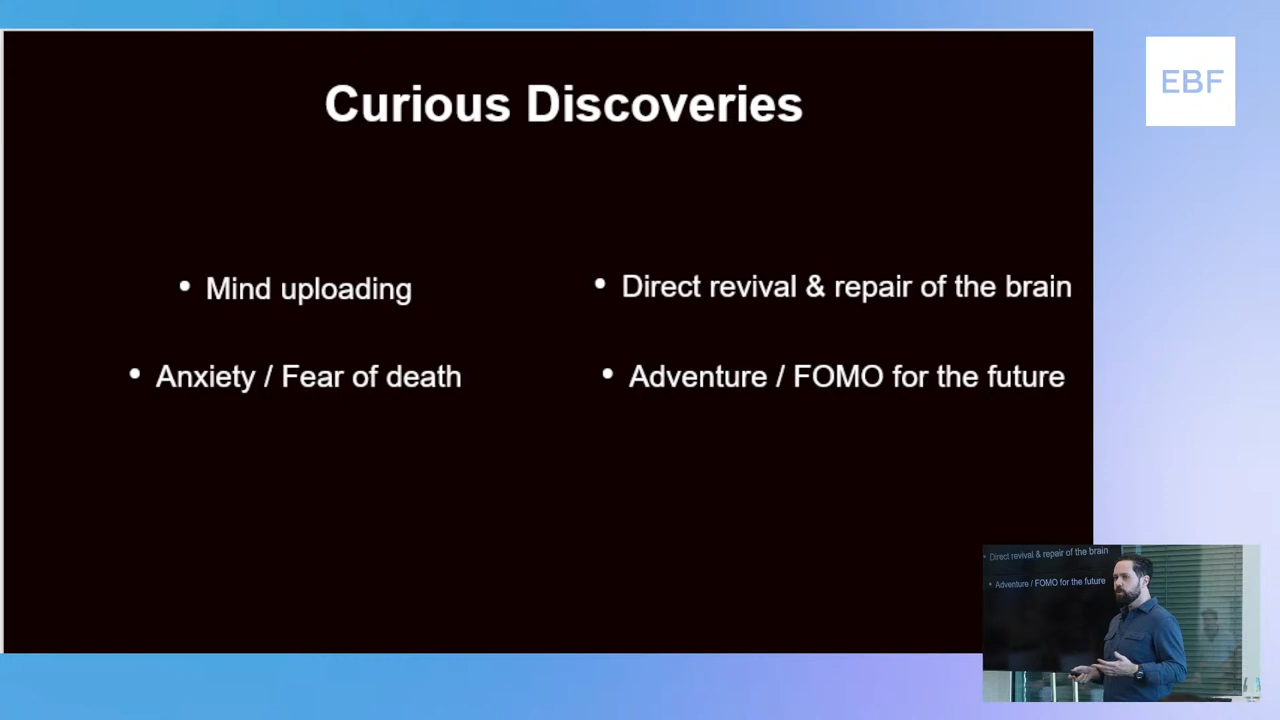 Curious Discoveries
EBF
• Mind uploading
• Direct revival & repair of the brain
• Anxiety / Fear of death
• Adventure / FOMO for the future
• Direct revival & repair of the brain
• Adventure / FOMO for the future